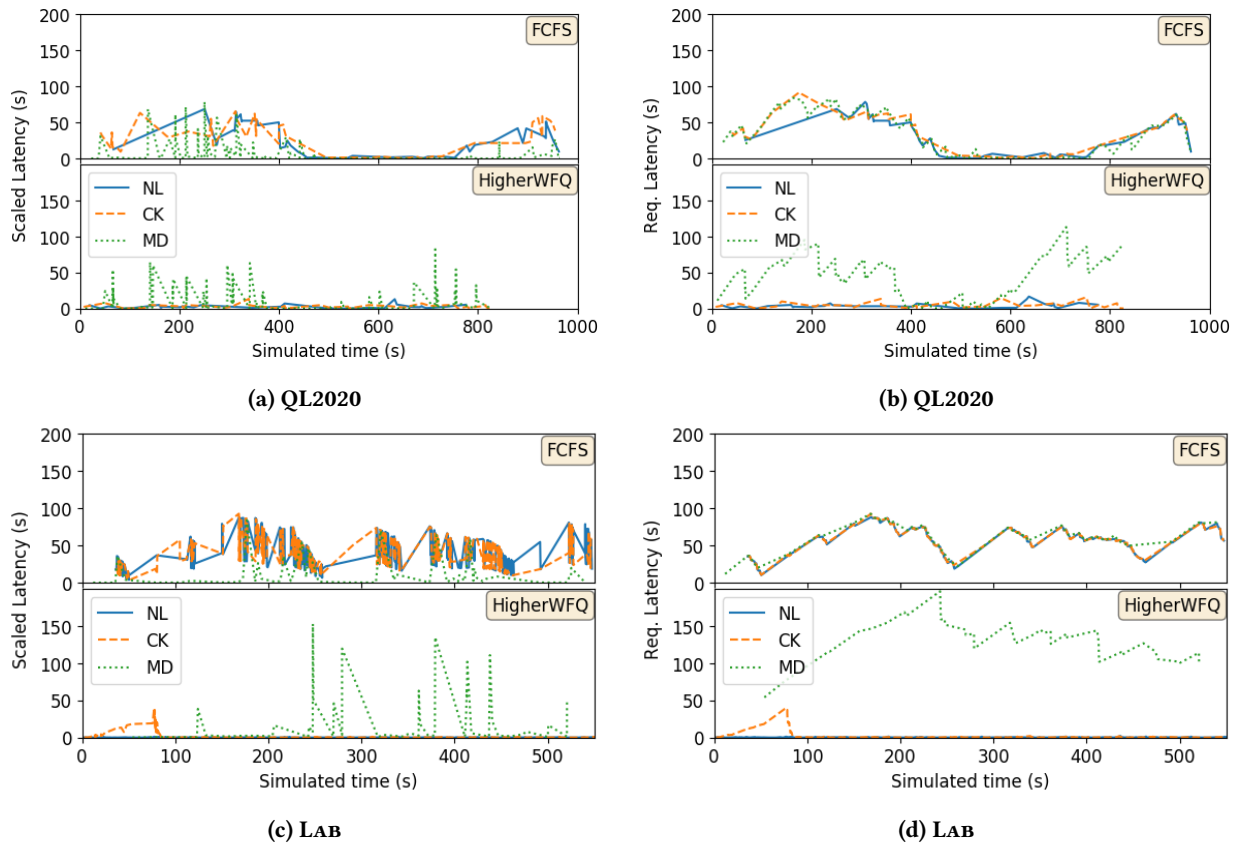 200
FCFS
150
100
50
0
Scaled Latency (s)
HigherWFQ
NL
CK
MD
150
100
50
0
0 200 400 600 800 1000
Simulated time (s)
(a) QL2020
200
FCFS
150
100
50
0
Req. Latency (s)
HigherWFQ
NL
CK
MD
150
100
50
0
0 200 400 600 800 1000
Simulated time (s)
(b) QL2020
200
FCFS
150
100
50
0
Scaled Latency (s)
HigherWFQ
NL
CK
MD
150
100
50
0
0 100 200 300 400 500
Simulated time (s)
(c) LAB
200
FCFS
150
100
50
0
Req. Latency (s)
HigherWFQ
NL
CK
MD
150
100
50
0
0 100 200 300 400 500
Simulated time (s)
(d) LAB